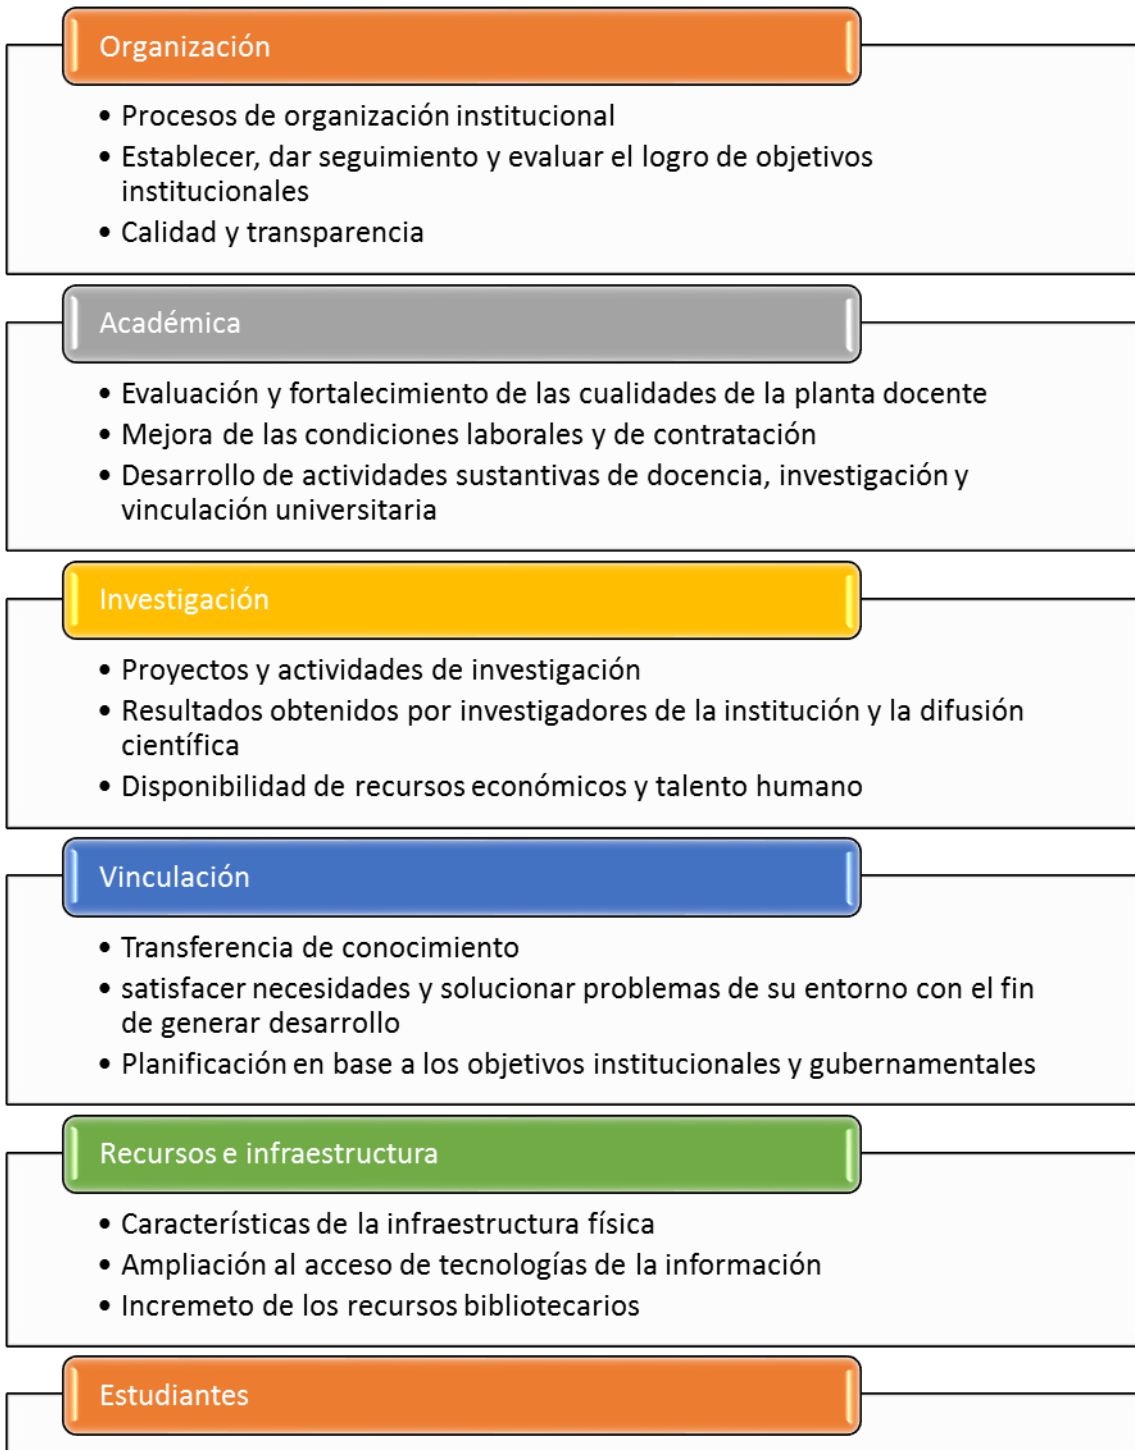 Organización
• Procesos de organización institucional
• Establecer, dar seguimiento y evaluar el logro de objetivos
institucionales
• Calidad y transparencia
Académica
• Evaluación y fortalecimiento de las cualidades de la planta docente
• Mejora de las condiciones laborales y de contratación
• Desarrollo de actividades sustantivas de docencia, investigación y
vinculación universitaria
Investigación
• Proyectos y actividades de investigación
• Resultados obtenidos por investigadores de la institución y la difusión
científica
• Disponibilidad de recursos económicos y talento humano
Vinculación
• Transferencia de conocimiento
• satisfacer necesidades y solucionar problemas de su entorno con el fin
de generar desarrollo
• Planificación en base a los objetivos institucionales y gubernamentales
Recursos e infraestructura
• Características de la infraestructura física
• Ampliación al acceso de tecnologías de la información
• Incremeto de los recursos bibliotecarios
Estudiantes